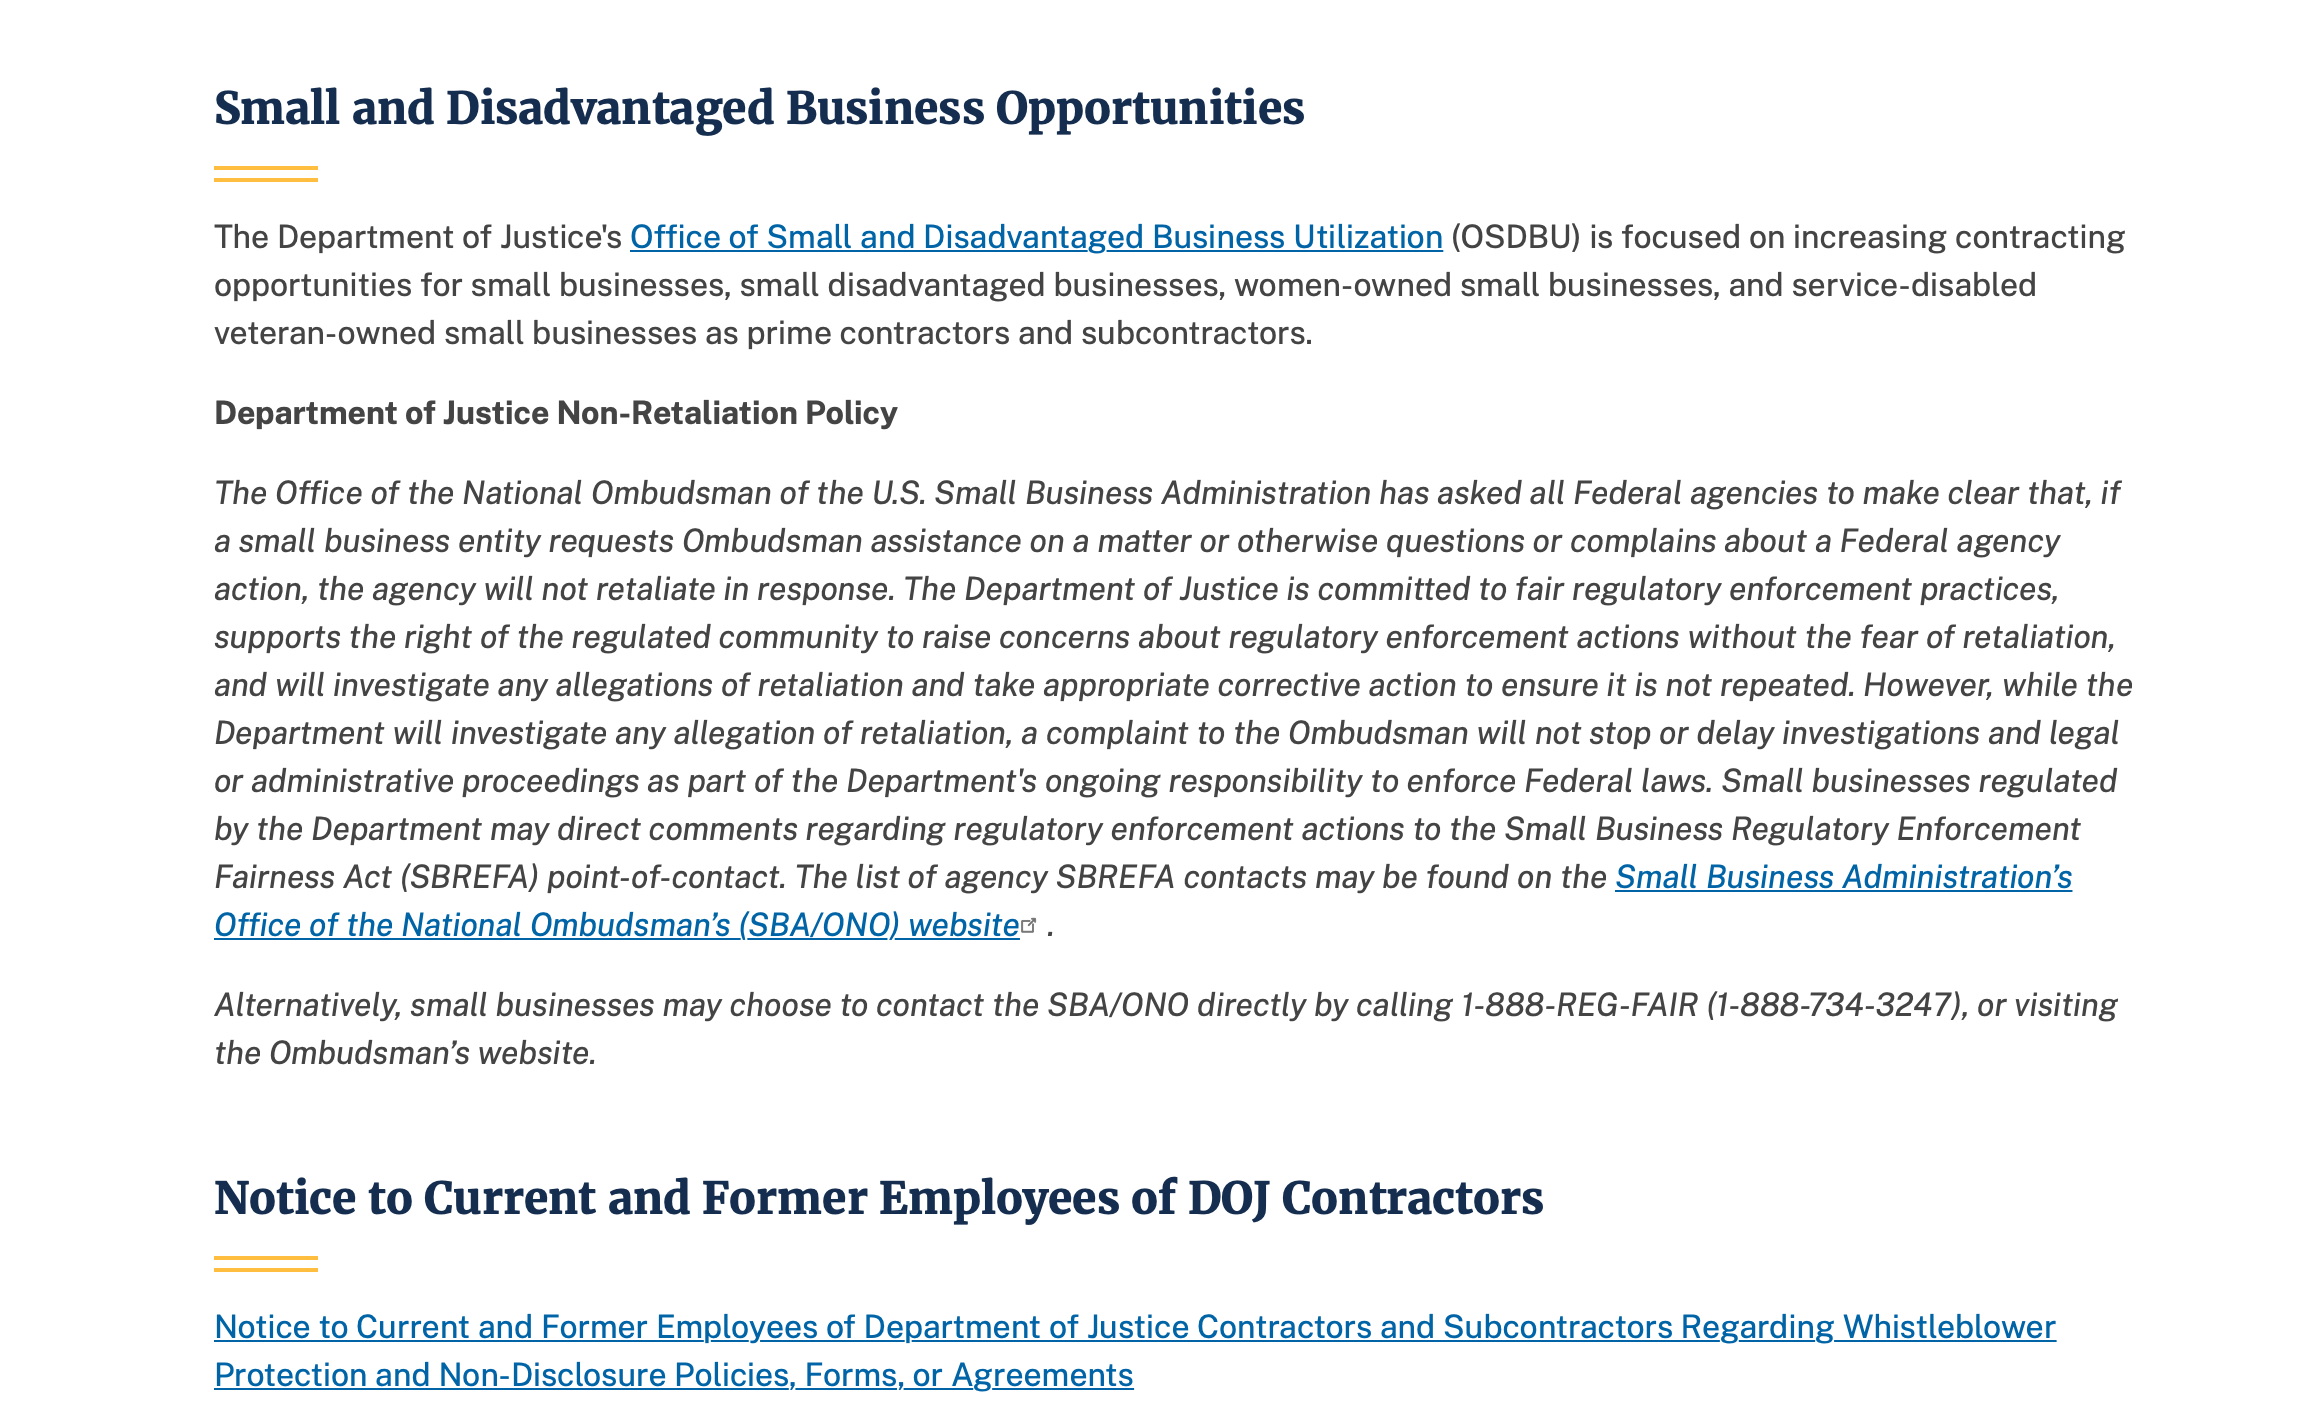 Small and Disadvantaged Business Opportunities
The Department of Justice's Office of Small and Disadvantaged Business Utilization (OSDBU) is focused on increasing contracting
opportunities for small businesses, small disadvantaged businesses, women-owned small businesses, and service-disabled
veteran-owned small businesses as prime contractors and subcontractors.
Department of Justice Non-Retaliation Policy
The Office of the National Ombudsman of the U.S. Small Business Administration has asked all Federal agencies to make clear that, if
a small business entity requests Ombudsman assistance on a matter or otherwise questions or complains about a Federal agency
action, the agency will not retaliate in response. The Department of Justice is committed to fair regulatory enforcement practices,
supports the right of the regulated community to raise concerns about regulatory enforcement actions without the fear of retaliation,
and will investigate any allegations of retaliation and take appropriate corrective action to ensure it is not repeated. However, while the
Department will investigate any allegation of retaliation, a complaint to the Ombudsman will not stop or delay investigations and legal
or administrative proceedings as part of the Department's ongoing responsibility to enforce Federal laws. Small businesses regulated
by the Department may direct comments regarding regulatory enforcement actions to the Small Business Regulatory Enforcement
Fairness Act (SBREFA) point-of-contact. The list of agency SBREFA contacts may be found on the Small Business Administration’s
Office of the National Ombudsman’s (SBA/ONO) website .
Alternatively, small businesses may choose to contact the SBA/ONO directly by calling 1-888-REG-FAIR (1-888-734-3247), or visiting
the Ombudsman’s website.
Notice to Current and Former Employees of DOJ Contractors
Notice to Current and Former Employees of Department of Justice Contractors and Subcontractors Regarding Whistleblower
Protection and Non-Disclosure Policies, Forms, or Agreements